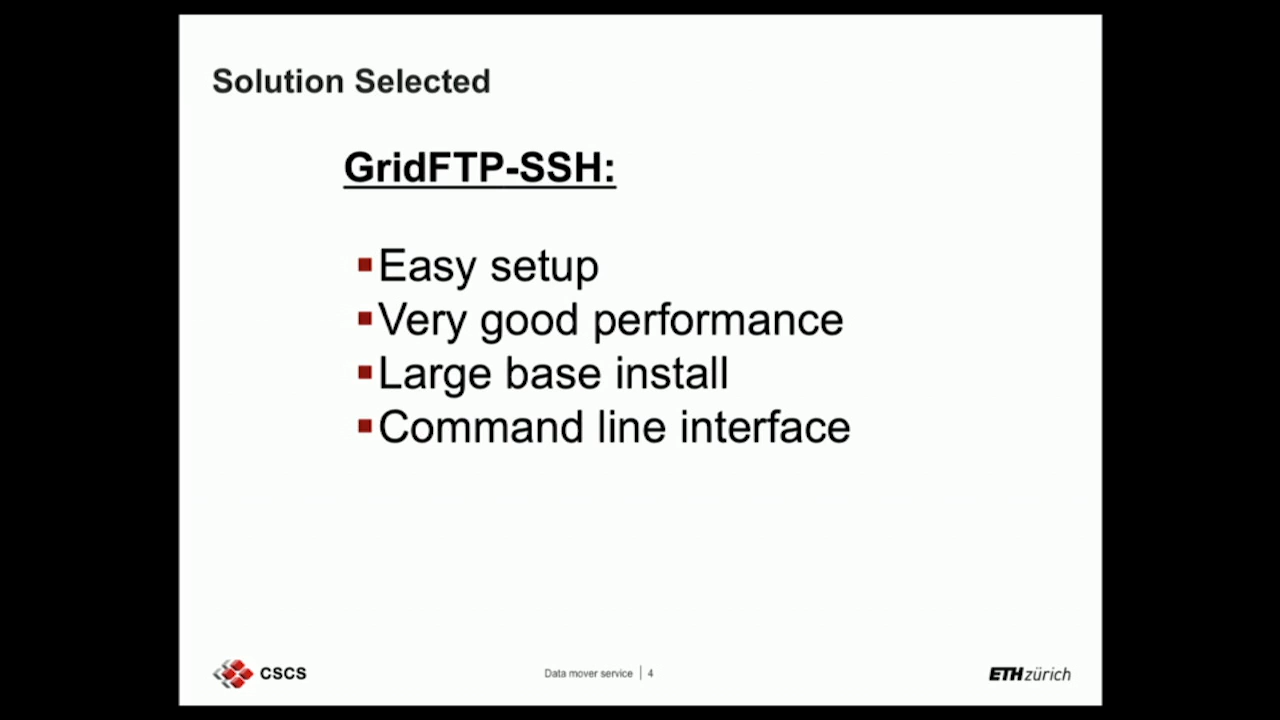 Solution Selected
GridFTP-SSH:
Easy setup
Very good performance
Large base install
Command line interface
CSCS
Data mover service | 4
ETH zürich